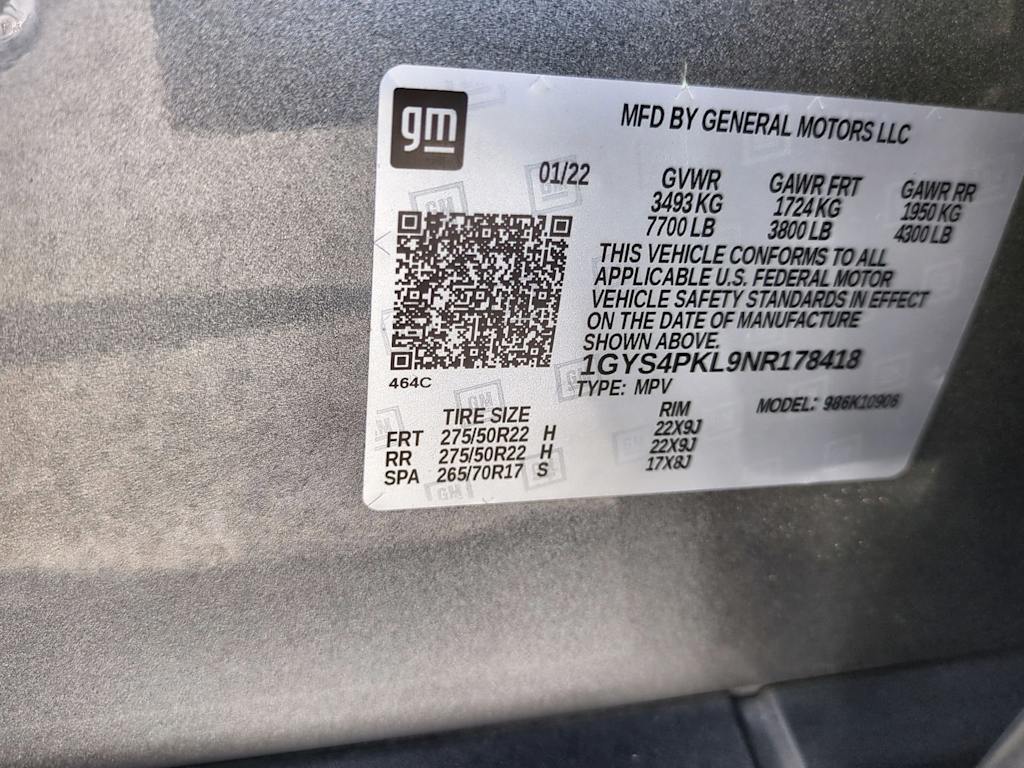 gm
MFD BY GENERAL MOTORS LLC
01/22
GVWR GAWR FRT GAWR RR
3493 KG 1724 KG 1950 KG
7700 LB 3800 LB 4300 LB
THIS VEHICLE CONFORMS TO ALL
APPLICABLE U.S. FEDERAL MOTOR
VEHICLE SAFETY STANDARDS IN EFFECT
ON THE DATE OF MANUFACTURE
SHOWN ABOVE.
1GYS4PKL9NR178418
TYPE: MPV
464C
MODEL: 986K10906
TIRE SIZE RIM
FRT 275/50R22 H 22X9J
RR 275/50R22 H 22X9J
SPA 265/70R17 S 17X8J